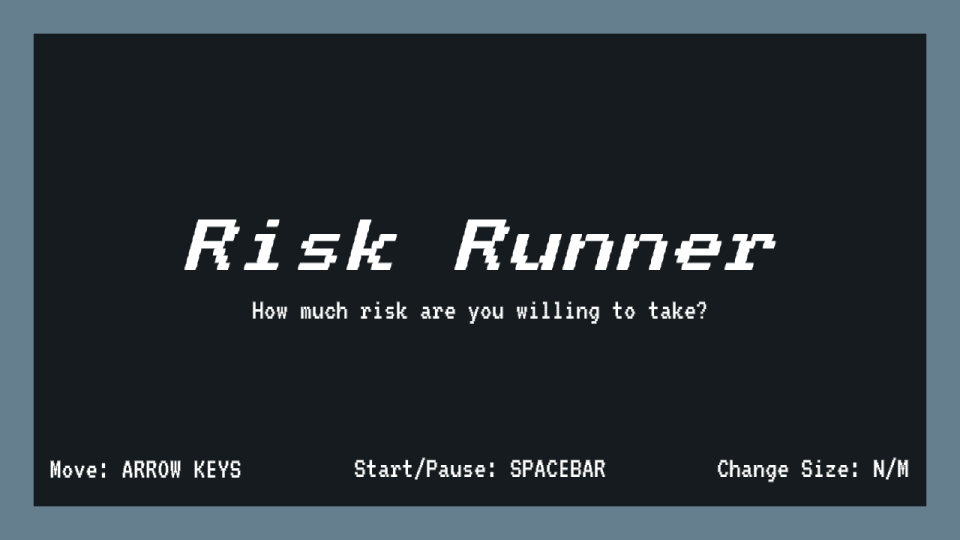 Risk Runner
How much risk are you willing to take?
Move: ARROW KEYS
Start/Pause: SPACEBAR
Change Size: N/M